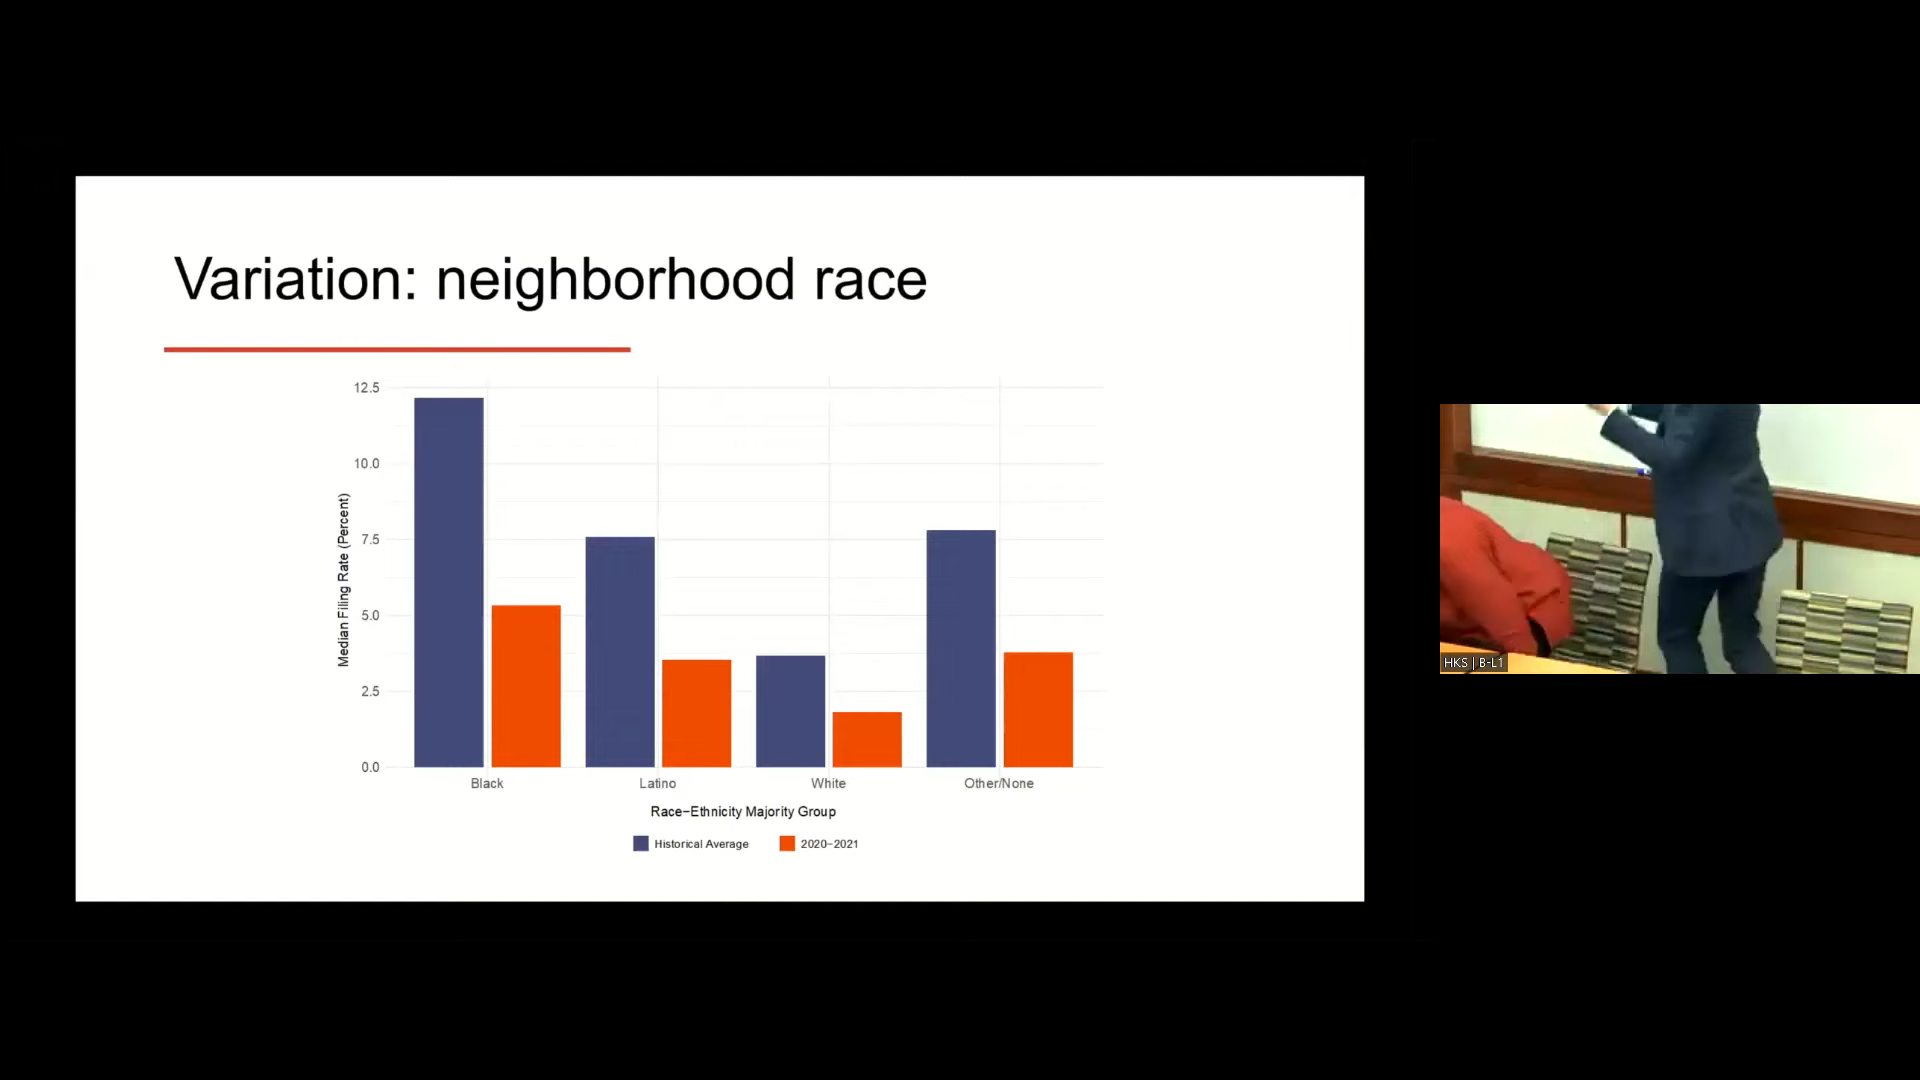 Variation: neighborhood race
12.5
10.0
7.5
5.0
2.5
0.0
Median Filing Rate (Percent)
Black Latino White Other/None
Race−Ethnicity Majority Group
Historical Average 2020−2021
HKS | B-L1